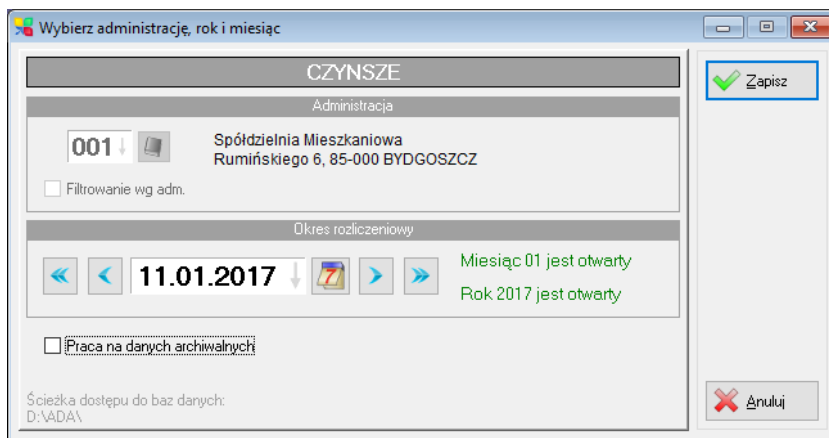 Wybierz administrację, rok i miesiąc
CZYNSZE
Administracja
001
Spółdzielnia Mieszkaniowa
Rumińskiego 6, 85-000 BYDGOSZCZ
Filtrowanie wg adm.
Okres rozliczeniowy
11.01.2017
7
Miesiąc 01 jest otwarty
Rok 2017 jest otwarty
Praca na danych archiwalnych
Ścieżka dostępu do baz danych:
D:\ADA\
Zapisz
Anuluj